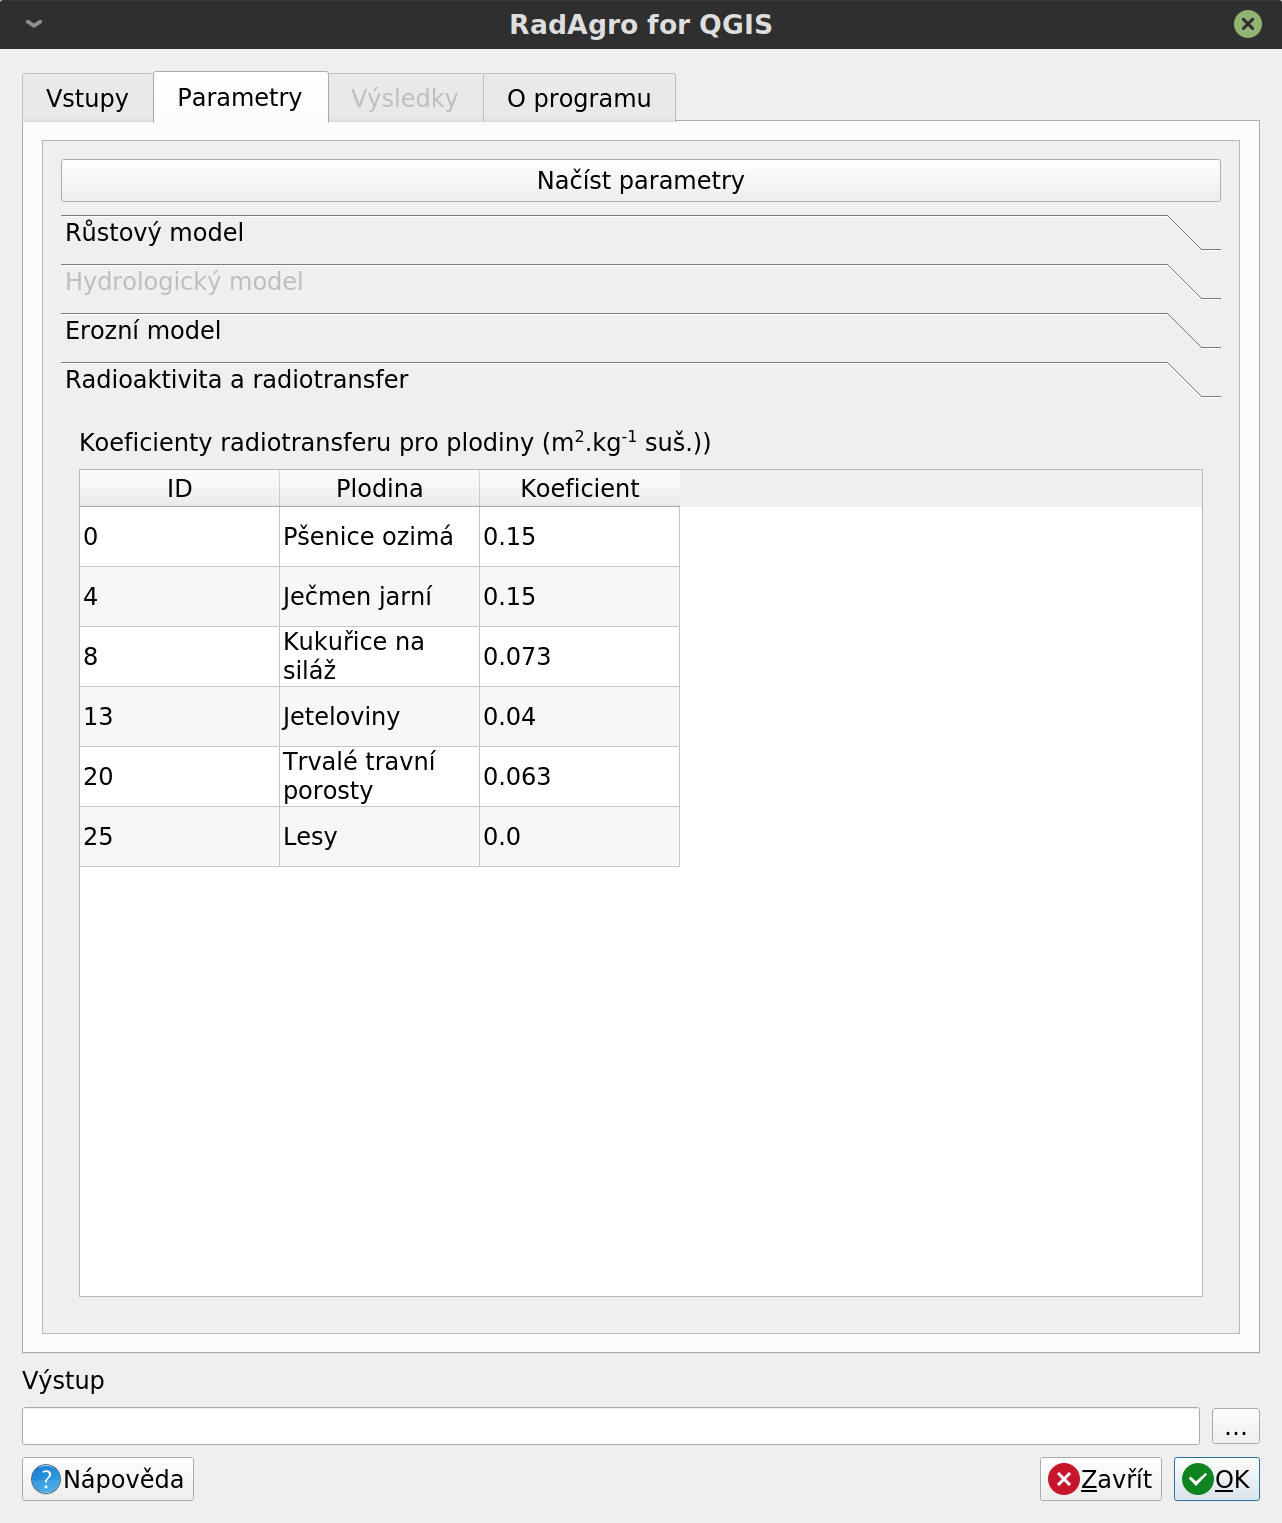 RadAgro for QGIS
Vstupy Parametry Výsledky O programu
Načíst parametry
Růstový model
Hydrologický model
Erozní model
Radioaktivita a radiotransfer
Koeficienty radiotransferu pro plodiny (m².kg⁻¹ suš.))
ID Plodina Koeficient
0 Pšenice ozimá 0.15
4 Ječmen jarní 0.15
8 Kukuřice na
siláž 0.073
13 Jeteloviny 0.04
20 Trvalé travní
porosty 0.063
25 Lesy 0.0
Výstup
...
Nápověda Zavřít OK